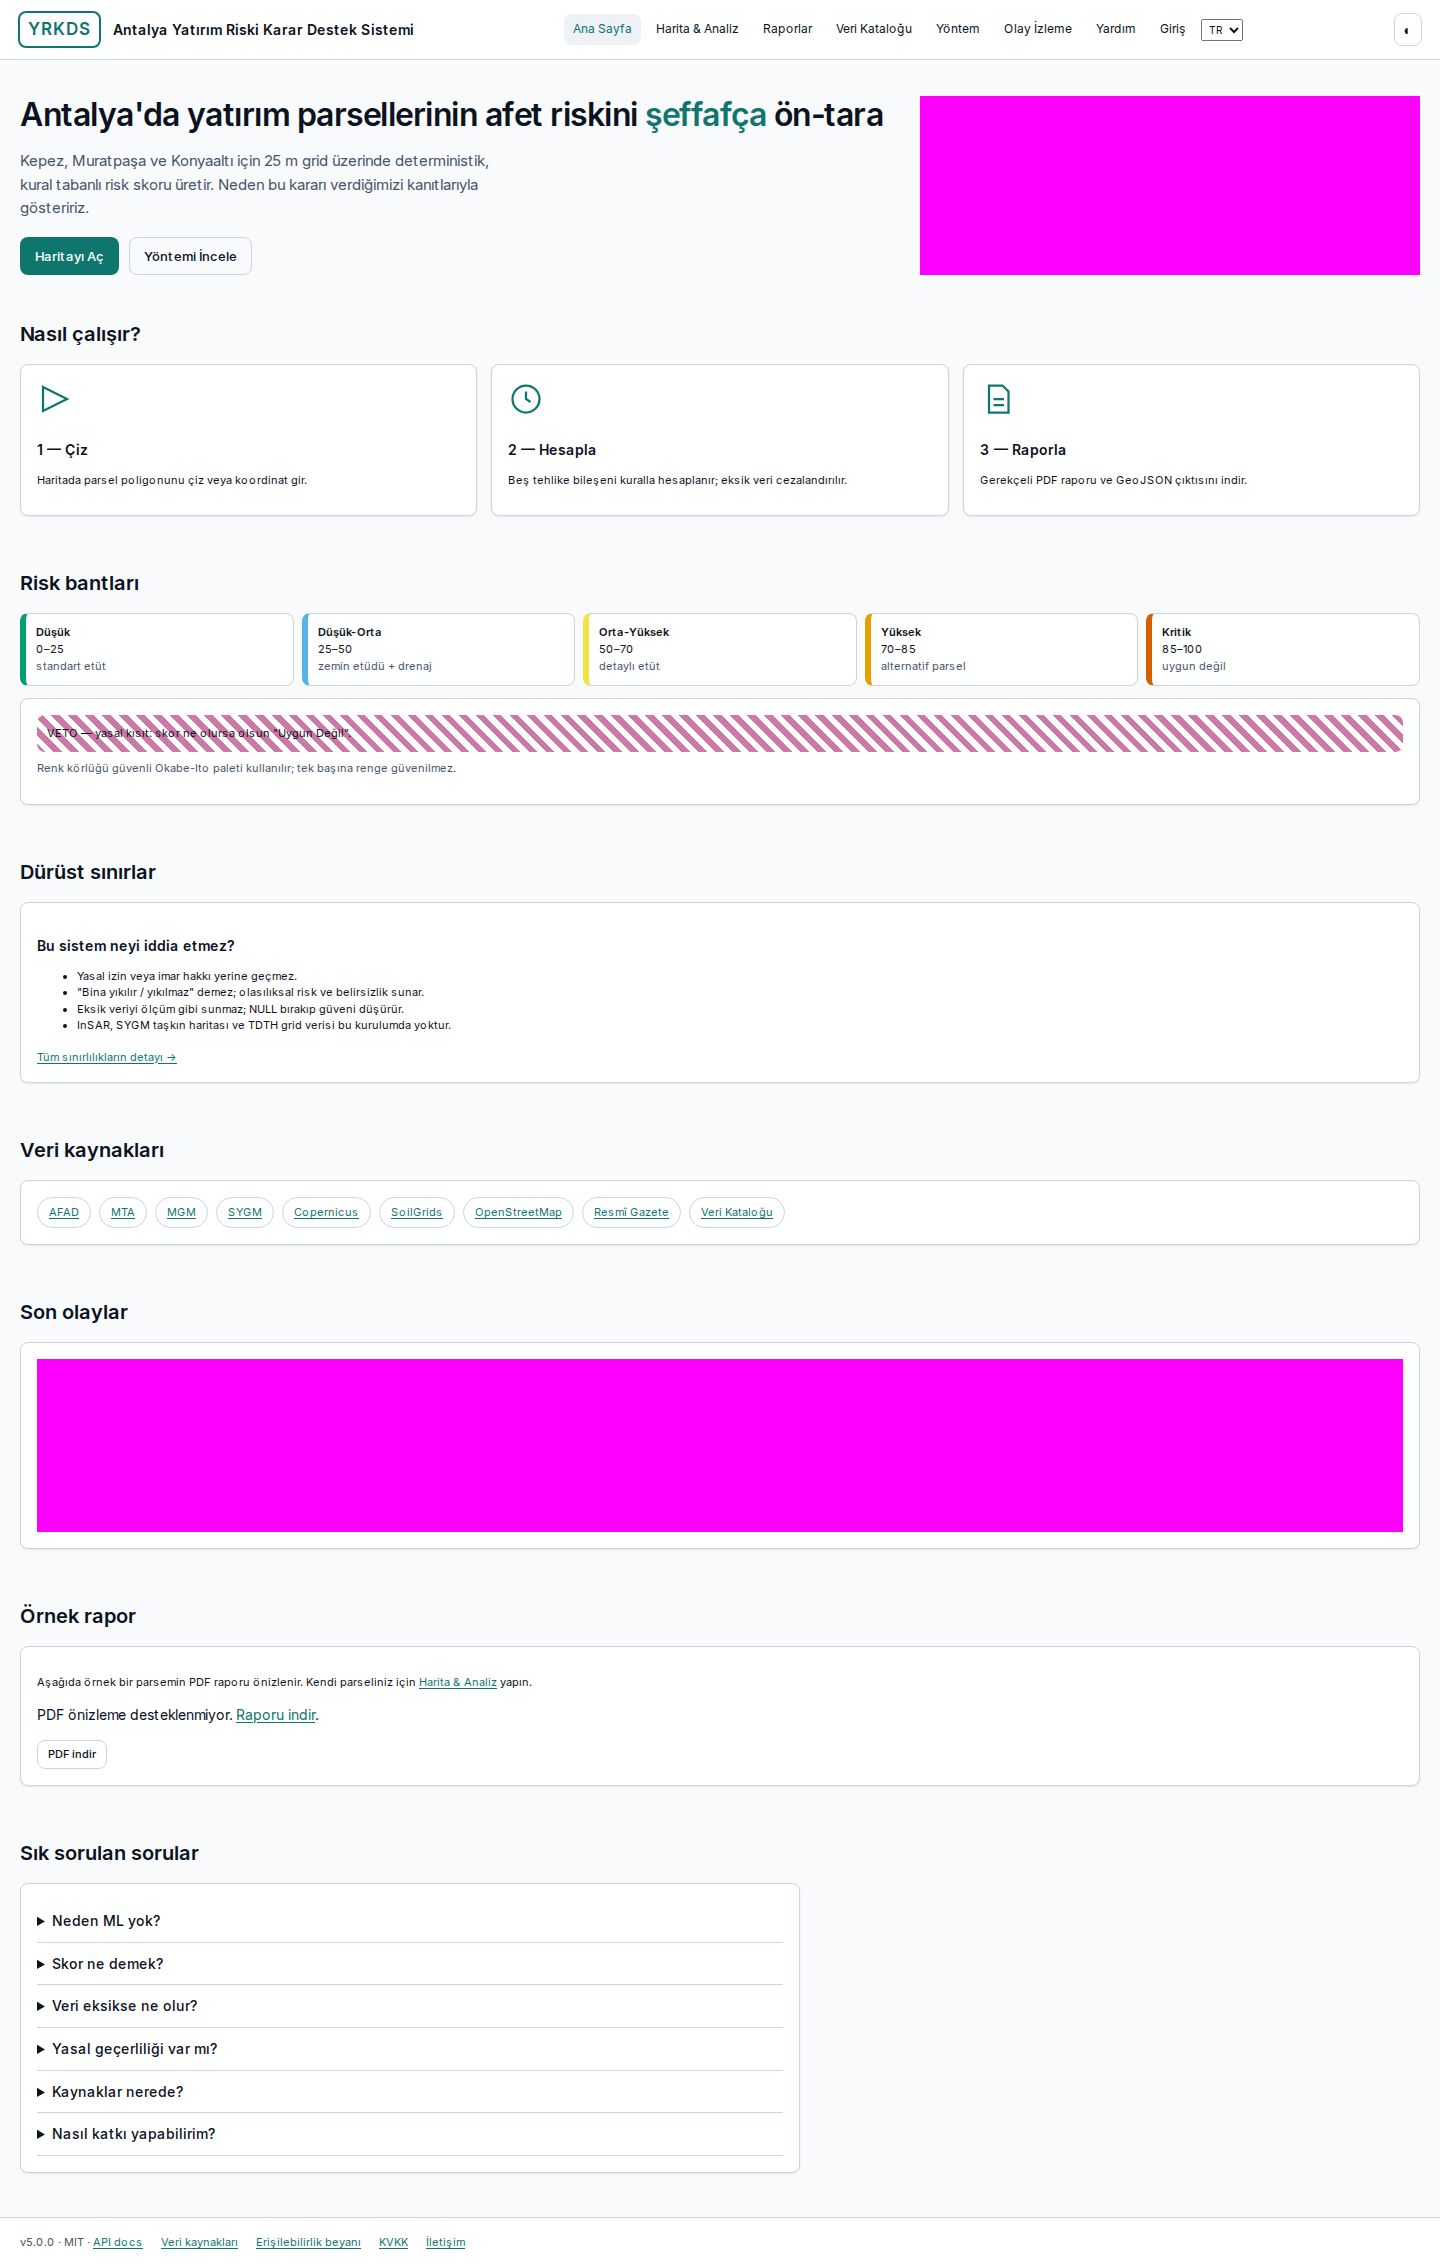 YRKDS Antalya Yatırım Riski Karar Destek Sistemi Ana Sayfa Harita & Analiz Raporlar Veri Kataloğu Yöntem Olay İzleme Yardım Giriş TR
Antalya'da yatırım parsellerinin afet riskini şeffafça ön-tara
Kepez, Muratpaşa ve Konyaaltı için 25 m grid üzerinde deterministik,
kural tabanlı risk skoru üretir. Neden bu kararı verdiğimizi kanıtlarıyla
gösteririz.
Haritayı Aç Yöntemi İncele
Nasıl çalışır?
1 — Çiz
Haritada parsel poligonunu çiz veya koordinat gir.
2 — Hesapla
Beş tehlike bileşeni kuralla hesaplanır; eksik veri cezalandırılır.
3 — Raporla
Gerekçeli PDF raporu ve GeoJSON çıktısını indir.
Risk bantları
Düşük
0–25
standart etüt
Düşük-Orta
25–50
zemin etüdü + drenaj
Orta-Yüksek
50–70
detaylı etüt
Yüksek
70–85
alternatif parsel
Kritik
85–100
uygun değil
VETO — yasal kısıt: skor ne olursa olsun "Uygun Değil".
Renk körlüğü güvenli Okabe-Ito paleti kullanılır; tek başına renge güvenilmez.
Dürüst sınırlar
Bu sistem neyi iddia etmez?
• Yasal izin veya imar hakkı yerine geçmez.
• "Bina yıkılır / yıkılmaz" demez; olasılıksal risk ve belirsizlik sunar.
• Eksik veriyi ölçüm gibi sunmaz; NULL bırakıp güveni düşürür.
• InSAR, SYGM taşkın haritası ve TDTH grid verisi bu kurulumda yoktur.
Tüm sınırlılıkların detayı →
Veri kaynakları
AFAD MTA MGM SYGM Copernicus SoilGrids OpenStreetMap Resmî Gazete Veri Kataloğu
Son olaylar
Örnek rapor
Aşağıda örnek bir parsemin PDF raporu önizlenir. Kendi parseliniz için Harita & Analiz yapın.
PDF önizleme desteklenmiyor. Raporu indir.
PDF indir
Sık sorulan sorular
Neden ML yok?
Skor ne demek?
Veri eksikse ne olur?
Yasal geçerliliği var mı?
Kaynaklar nerede?
Nasıl katkı yapabilirim?
v5.0.0 · MIT · API docs Veri kaynakları Erişilebilirlik beyanı KVKK İletişim